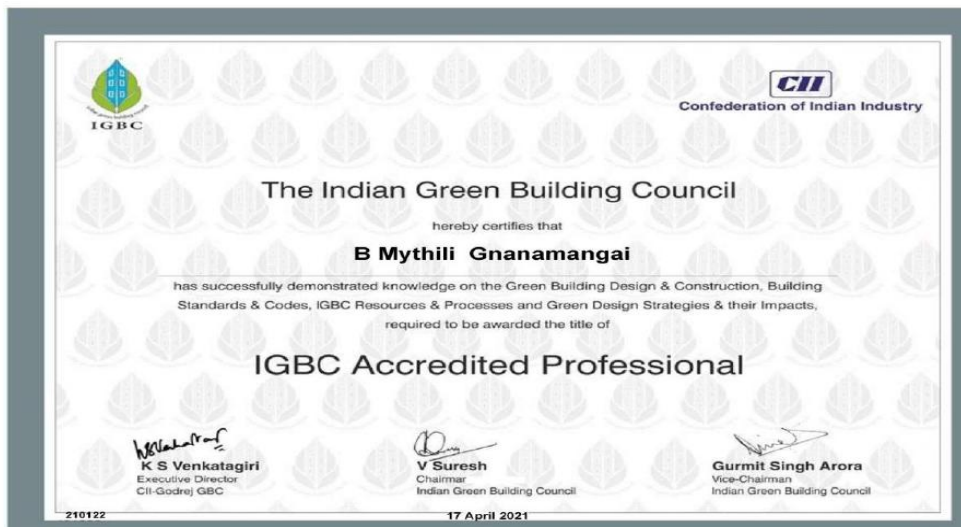 IGBC
CII
Confederation of Indian Industry
The Indian Green Building Council
hereby certifies that
B Mythili Gnanamangai
has successfully demonstrated knowledge on the Green Building Design & Construction, Building
Standards & Codes, IGBC Resources & Processes and Green Design Strategies & their Impacts,
required to be awarded the title of
IGBC Accredited Professional
K S Venkatagiri
Executive Director
CII-Godrej GBC
V Suresh
Chairman
Indian Green Building Council
Gurmit Singh Arora
Vice-Chairman
Indian Green Building Council
210122
17 April 2021